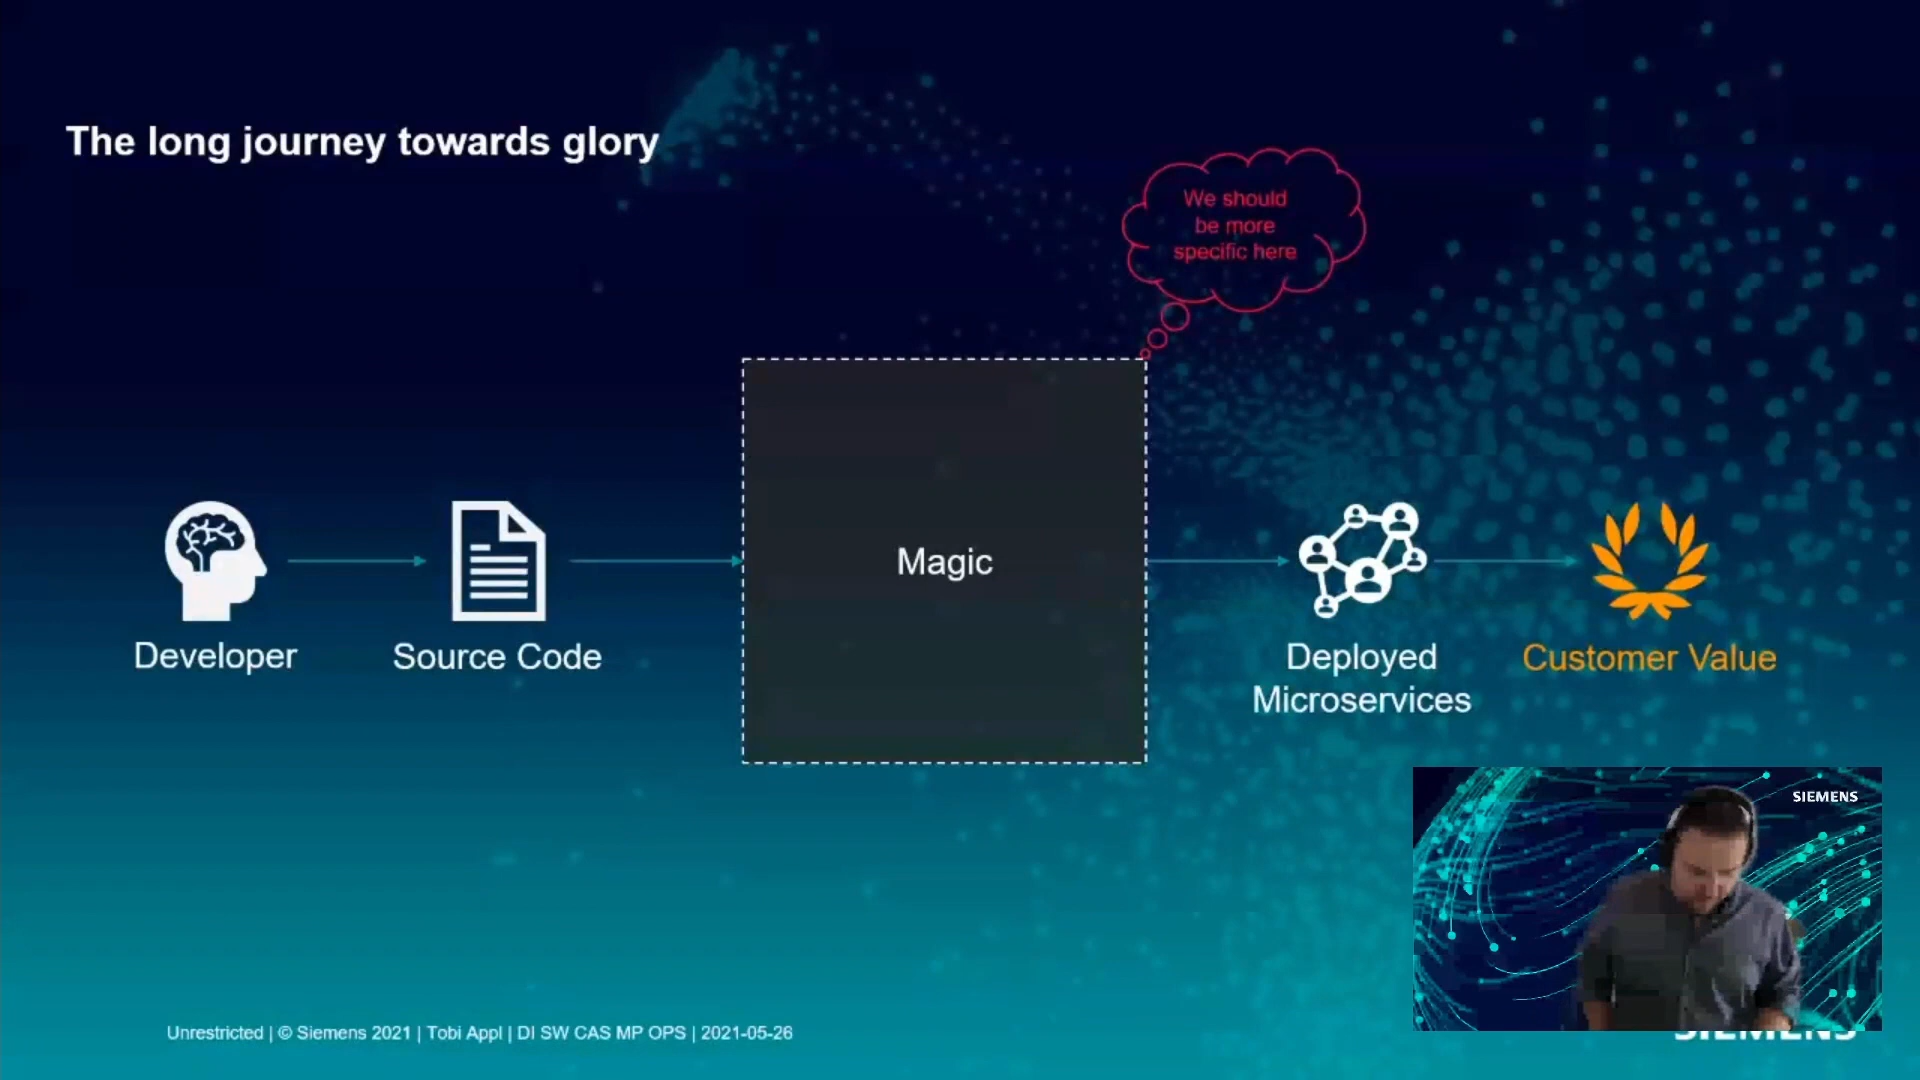 The long journey towards glory
We should
be more
specific here
Magic
Developer
Source Code
Deployed
Microservices
Customer Value
SIEMENS
Unrestricted | © Siemens 2021 | Tobi Appl | DI SW CAS MP OPS | 2021-05-26
SIEMENS